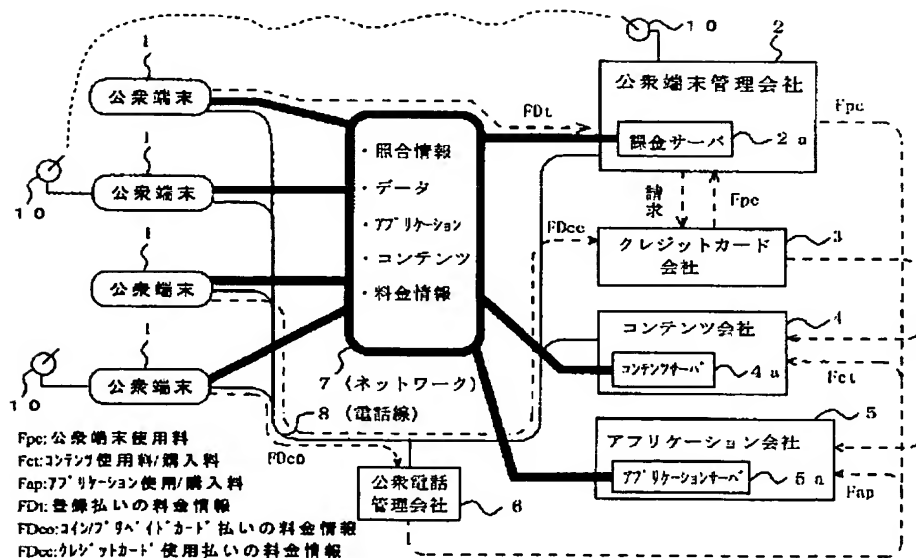 1
公衆端末
1
公衆端末
10
1
公衆端末
1
公衆端末
10
・照合情報
・データ
・アプリケーション
・コンテンツ
・料金情報
7 (ネットワーク)
8 (電話線)
10
2
公衆端末管理会社
課金サーバ
2a
FDt
Fpc
請求
Fpc
FDcc
クレジットカード
会社
3
コンテンツ会社
4
コンテンツサーバ
4a
Fct
5
アプリケーション会社
アプリケーションサーバ
5a
Fap
FDco
公衆電話
管理会社
6
Fpc:公衆端末使用料
Fct:コンテンツ使用料/購入料
Fap:アプリケーション使用/購入料
FDt:登録払いの料金情報
FDco:コイン/プリペイドカード払いの料金情報
FDcc:クレジットカード使用払いの料金情報